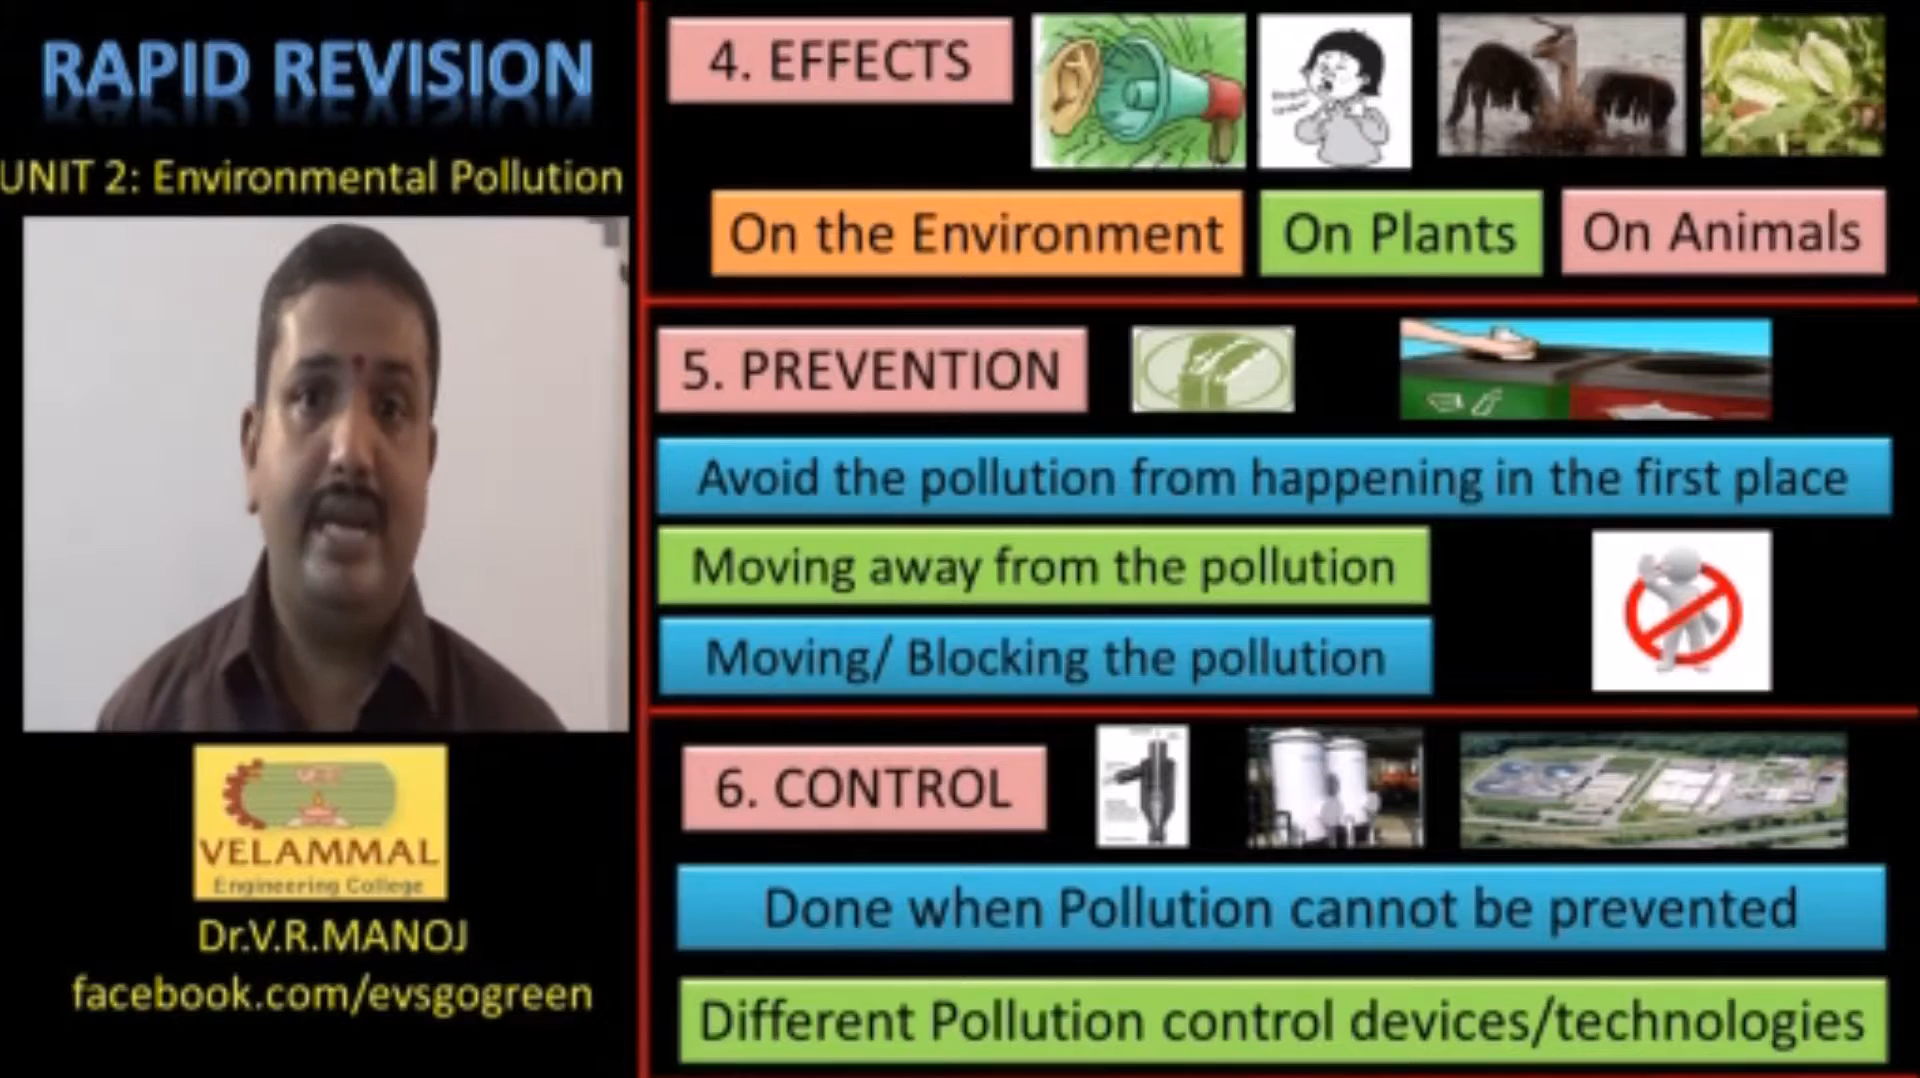 RAPID REVISION
UNIT 2: Environmental Pollution
VELAMMAL
Engineering College
Dr.V.R.MANOJ
facebook.com/evsgogreen
4. EFFECTS
On the Environment
On Plants
On Animals
5. PREVENTION
Avoid the pollution from happening in the first place
Moving away from the pollution
Moving/ Blocking the pollution
6. CONTROL
Done when Pollution cannot be prevented
Different Pollution control devices/technologies